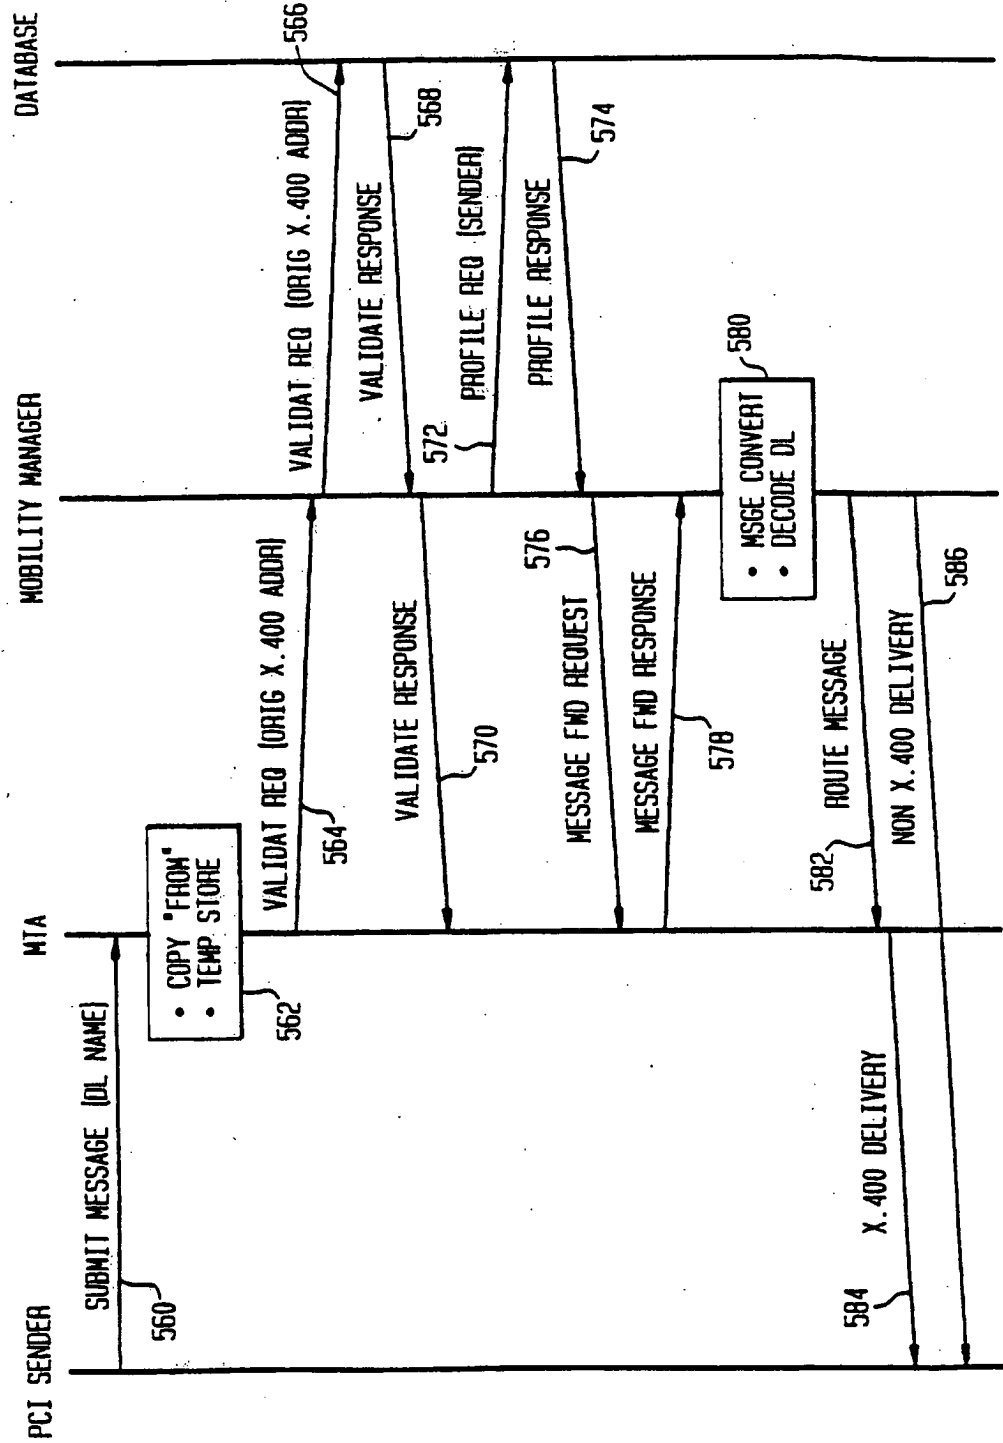 PCI SENDER
MTA
MOBILITY MANAGER
DATABASE
SUBMIT MESSAGE (DL NAME)
560
• COPY "FROM"
• TEMP STORE
562
VALIDAT REQ (ORIG X.400 ADDR)
564
VALIDAT REQ (ORIG X.400 ADDR)
566
VALIDATE RESPONSE
568
VALIDATE RESPONSE
570
PROFILE REQ (SENDER)
572
PROFILE RESPONSE
574
MESSAGE FWD REQUEST
576
MESSAGE FWD RESPONSE
578
• MSGE CONVERT
• DECODE DL
580
ROUTE MESSAGE
582
X.400 DELIVERY
584
NON X.400 DELIVERY
586